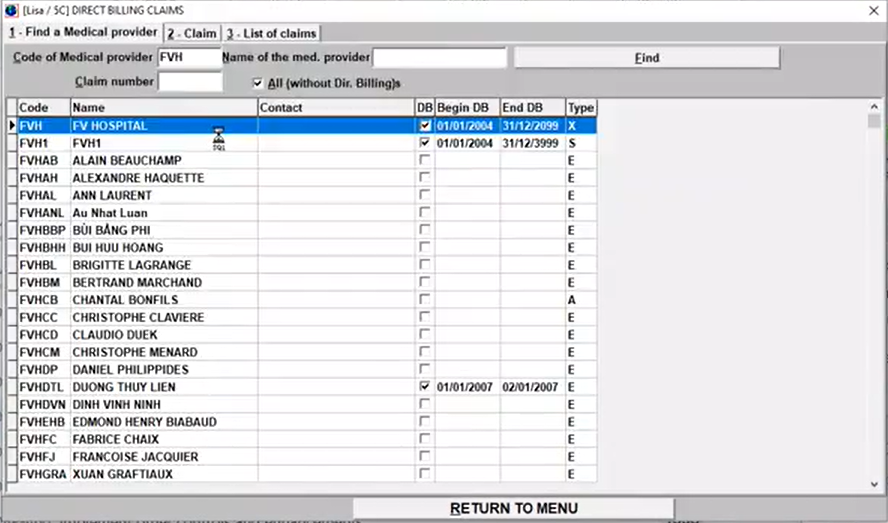 [Lisa / 5C] DIRECT BILLING CLAIMS
1 - Find a Medical provider 2 - Claim 3 - List of claims
Code of Medical provider FVH Name of the med. provider Find
Claim number All (without Dir. Billing)s
Code Name Contact DB Begin DB End DB Type
FVH FV HOSPITAL 01/01/2004 31/12/2099 X
FVH1 FVH1 01/01/2004 31/12/3999 S
FVHAB ALAIN BEAUCHAMP E
FVHAH ALEXANDRE HAQUETTE E
FVHAL ANN LAURENT E
FVHANL Au Nhat Luan E
FVHBBP BÙI BẰNG PHI E
FVHBHH BUI HUU HOANG E
FVHBL BRIGITTE LAGRANGE E
FVHBM BERTRAND MARCHAND E
FVHCB CHANTAL BONFILS A
FVHCC CHRISTOPHE CLAVIERE E
FVHCD CLAUDIO DUEK E
FVHCM CHRISTOPHE MENARD E
FVHDP DANIEL PHILIPPIDES E
FVHDTL DUONG THUY LIEN 01/01/2007 02/01/2007 E
FVHDVN DINH VINH NINH E
FVHEHB EDMOND HENRY BIABAUD E
FVHFC FABRICE CHAIX E
FVHFJ FRANCOISE JACQUIER E
FVHGRA XUAN GRAFTIAUX E
RETURN TO MENU